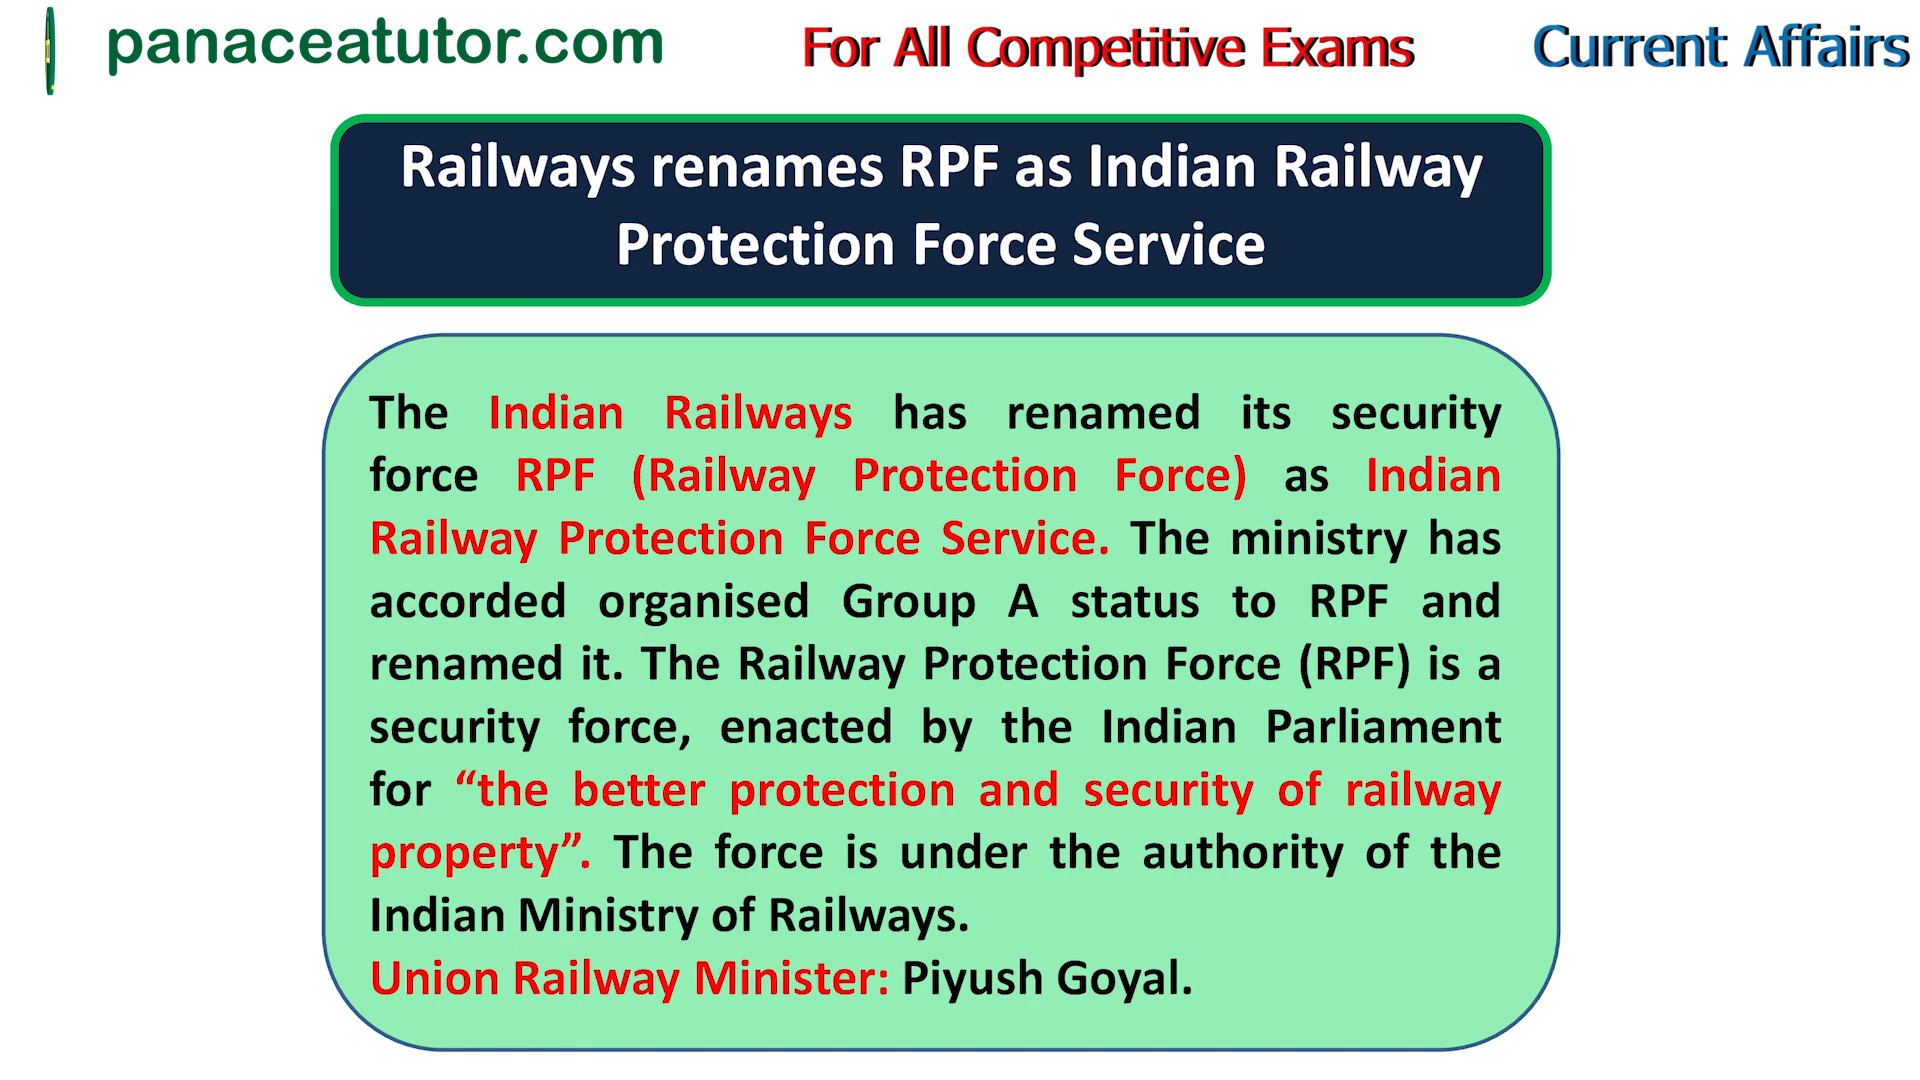 panaceatutor.com
For All Competitive Exams
Current Affairs
Railways renames RPF as Indian Railway
Protection Force Service
The Indian Railways has renamed its security
force RPF (Railway Protection Force) as Indian
Railway Protection Force Service. The ministry has
accorded organised Group A status to RPF and
renamed it. The Railway Protection Force (RPF) is a
security force, enacted by the Indian Parliament
for “the better protection and security of railway
property”. The force is under the authority of the
Indian Ministry of Railways.
Union Railway Minister: Piyush Goyal.